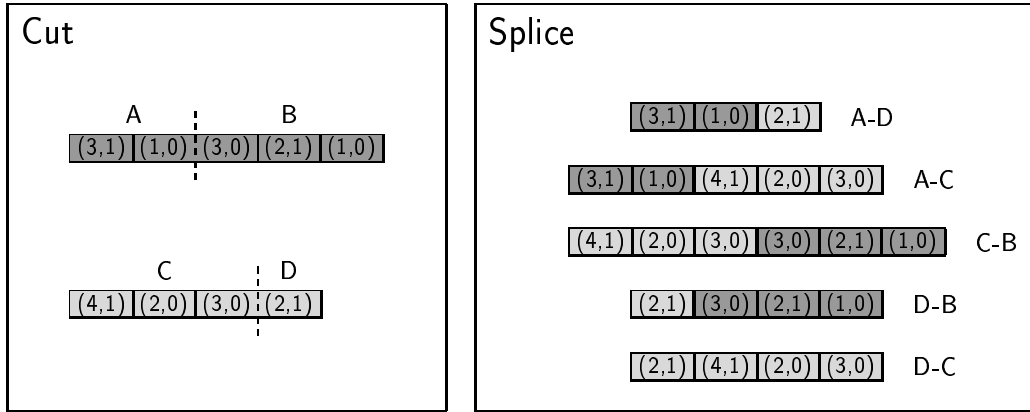 Cut
A B
(3,1) (1,0) (3,0) (2,1) (1,0)
C D
(4,1) (2,0) (3,0) (2,1)
Splice
(3,1) (1,0) (2,1) A-D
(3,1) (1,0) (4,1) (2,0) (3,0) A-C
(4,1) (2,0) (3,0) (3,0) (2,1) (1,0) C-B
(2,1) (3,0) (2,1) (1,0) D-B
(2,1) (4,1) (2,0) (3,0) D-C